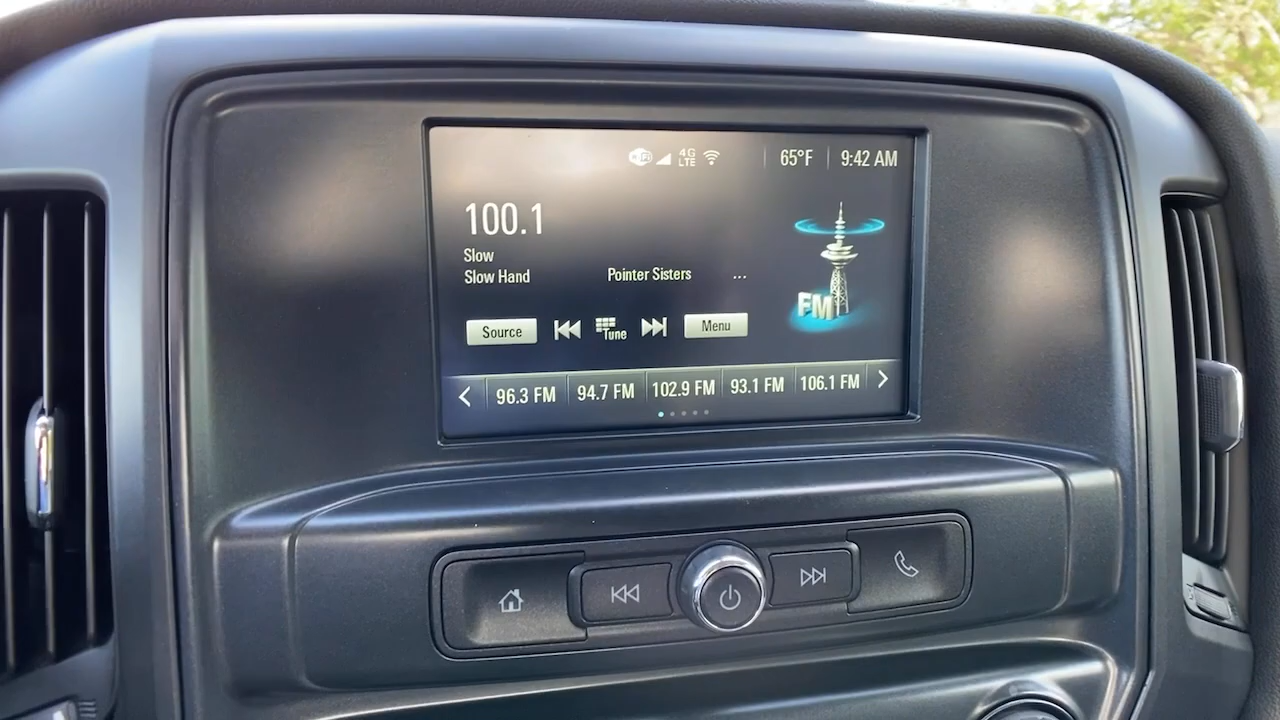 WiFi 4G LTE 65°F 9:42 AM
100.1
Slow
Slow Hand Pointer Sisters ...
FM
Source Tune Menu
96.3 FM 94.7 FM 102.9 FM 93.1 FM 106.1 FM